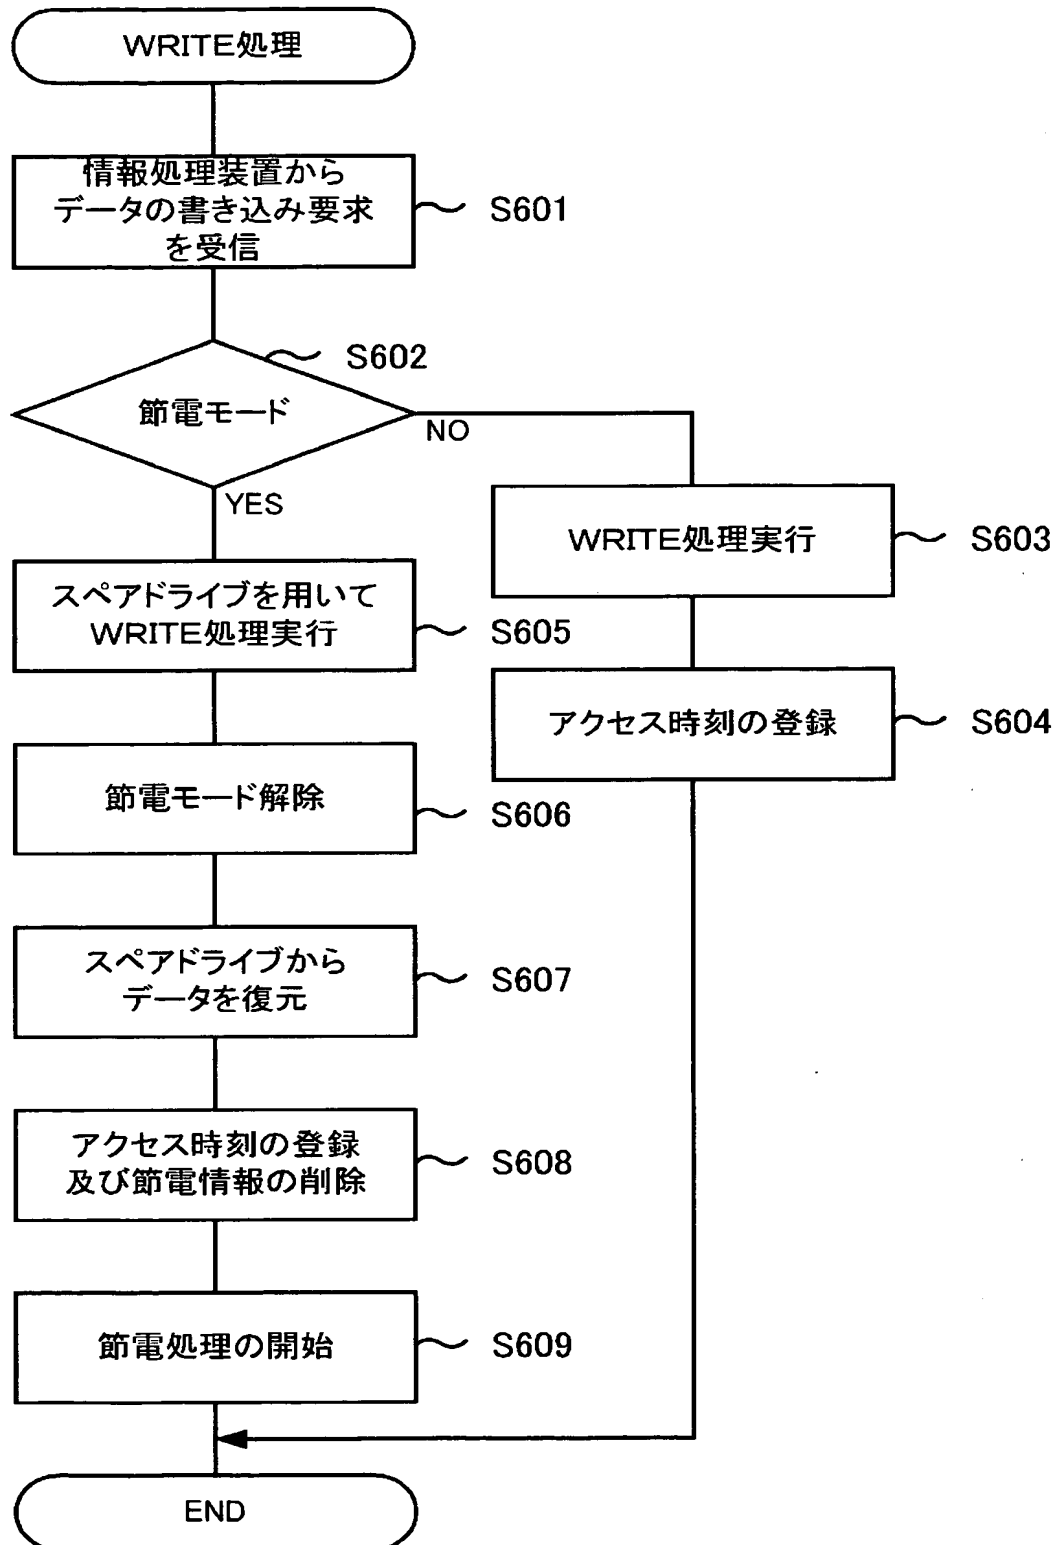 WRITE処理
情報処理装置から
データの書き込み要求
を受信
S601
S602
節電モード
NO
YES
WRITE処理実行
S603
スペアドライブを用いて
WRITE処理実行
S605
アクセス時刻の登録
S604
節電モード解除
S606
スペアドライブから
データを復元
S607
アクセス時刻の登録
及び節電情報の削除
S608
節電処理の開始
S609
END